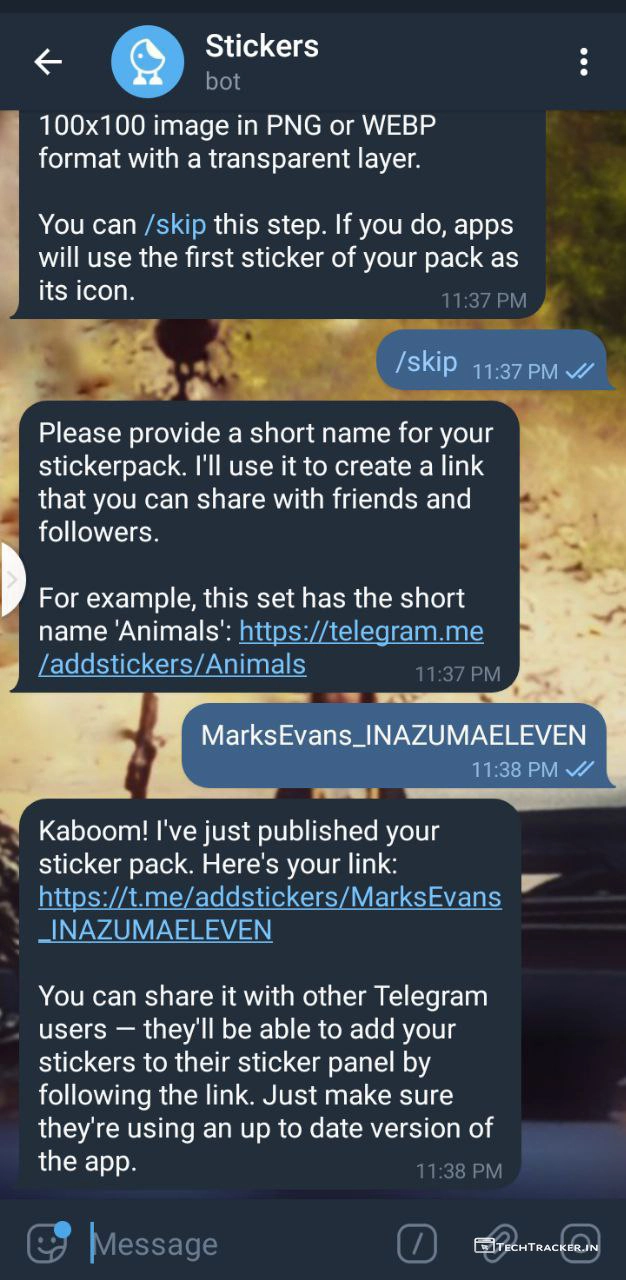 Stickers
bot
100x100 image in PNG or WEBP
format with a transparent layer.
You can /skip this step. If you do, apps
will use the first sticker of your pack as
its icon.
11:37 PM
/skip 11:37 PM
Please provide a short name for your
stickerpack. I'll use it to create a link
that you can share with friends and
followers.
For example, this set has the short
name 'Animals': https://telegram.me
/addstickers/Animals
11:37 PM
MarksEvans_INAZUMAELEVEN
11:38 PM
Kaboom! I've just published your
sticker pack. Here's your link:
https://t.me/addstickers/MarksEvans
_INAZUMAELEVEN
You can share it with other Telegram
users — they'll be able to add your
stickers to their sticker panel by
following the link. Just make sure
they're using an up to date version of
the app.
11:38 PM
Message
/
TECHTRACKER.IN